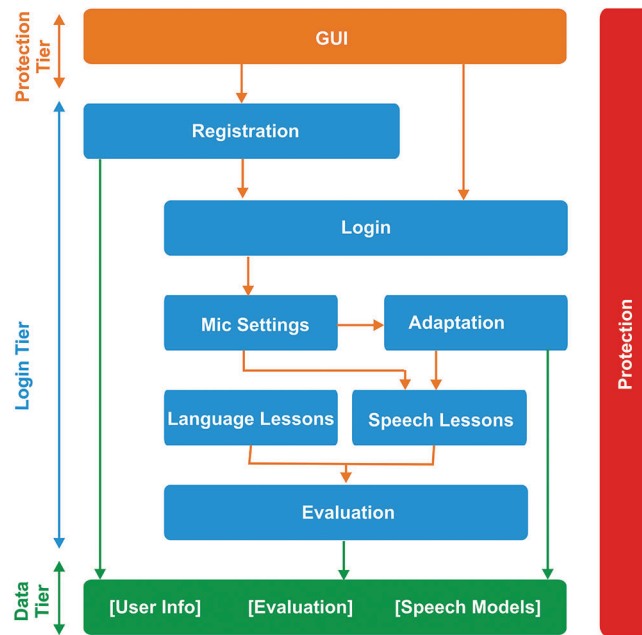 Protection
Tier
GUI
Registration
Login
Login Tier
Mic Settings
Adaptation
Language Lessons
Speech Lessons
Evaluation
Data
Tier
[User Info]
[Evaluation]
[Speech Models]
Protection